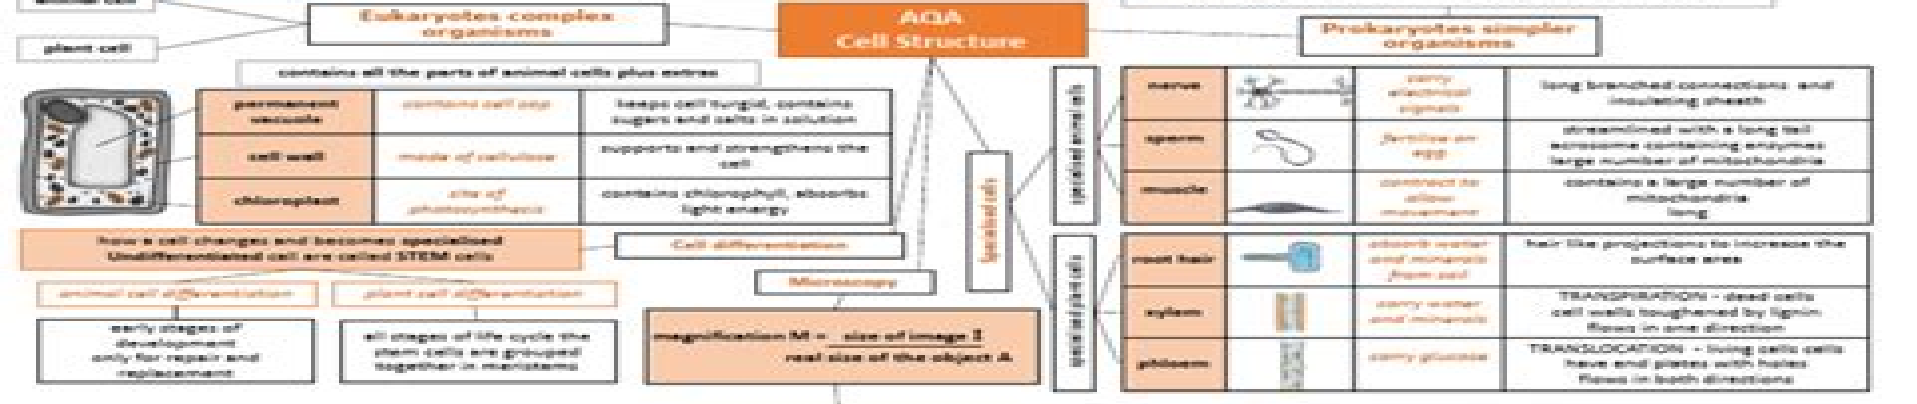 animal cell
plant cell
Eukaryotes complex
organisms
AQA
Cell Structure
Prokaryotes simpler
organisms
contains all the parts of animal cells plus extras
permanent
vacuole
contains cell sap
keeps cell turgid, contains
sugars and salts in solution
cell wall
made of cellulose
supports and strengthens the
cell
chloroplast
site of
photosynthesis
contains chlorophyll, absorbs
light energy
how a cell changes and becomes specialised
Undifferentiated cell are called STEM cells
Cell differentiation
animal cell differentiation
early stages of
development
only for repair and
replacement
plant cell differentiation
all stages of life cycle the
stem cells are grouped
together in meristems
Microscopy
magnification M = size of image I
real size of the object A
Specialised cells
specialised animal cells
nerve
carry
electrical
signals
long branched connections and
insulating sheath
sperm
fertilise an
egg
streamlined with a long tail
acrosome containing enzymes
large number of mitochondria
muscle
contract to
allow
movement
contains a large number of
mitochondria
long
specialised plant cells
root hair
absorb water
and minerals
from soil
hair like projections to increase the
surface area
xylem
carry water
and minerals
TRANSPIRATION - dead cells
cell walls toughened by lignin
flows in one direction
phloem
carry glucose
TRANSLOCATION - living cells cells
have end plates with holes
flows in both directions